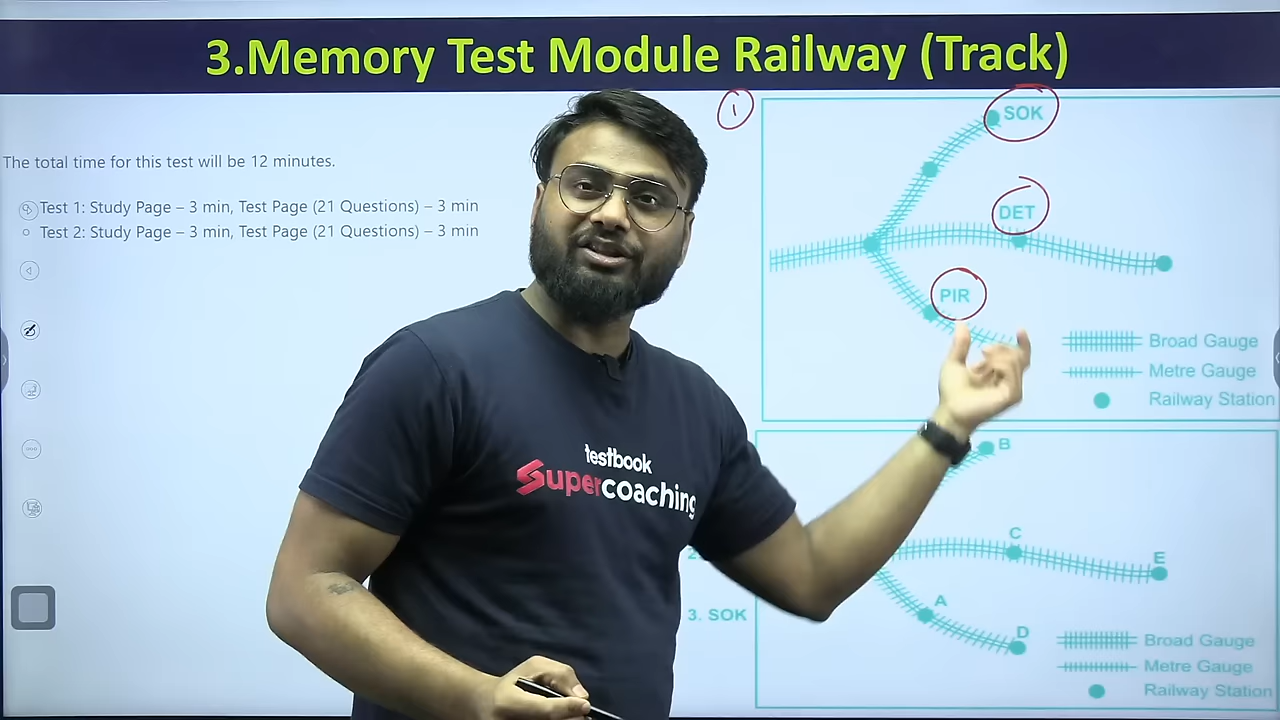 3.Memory Test Module Railway (Track)
The total time for this test will be 12 minutes.
Test 1: Study Page – 3 min, Test Page (21 Questions) – 3 min
Test 2: Study Page – 3 min, Test Page (21 Questions) – 3 min
1
SOK
DET
PIR
Broad Gauge
Metre Gauge
Railway Station
testbook
Supercoaching
B
C
E
A
D
2.
3. SOK
Broad Gauge
Metre Gauge
Railway Station